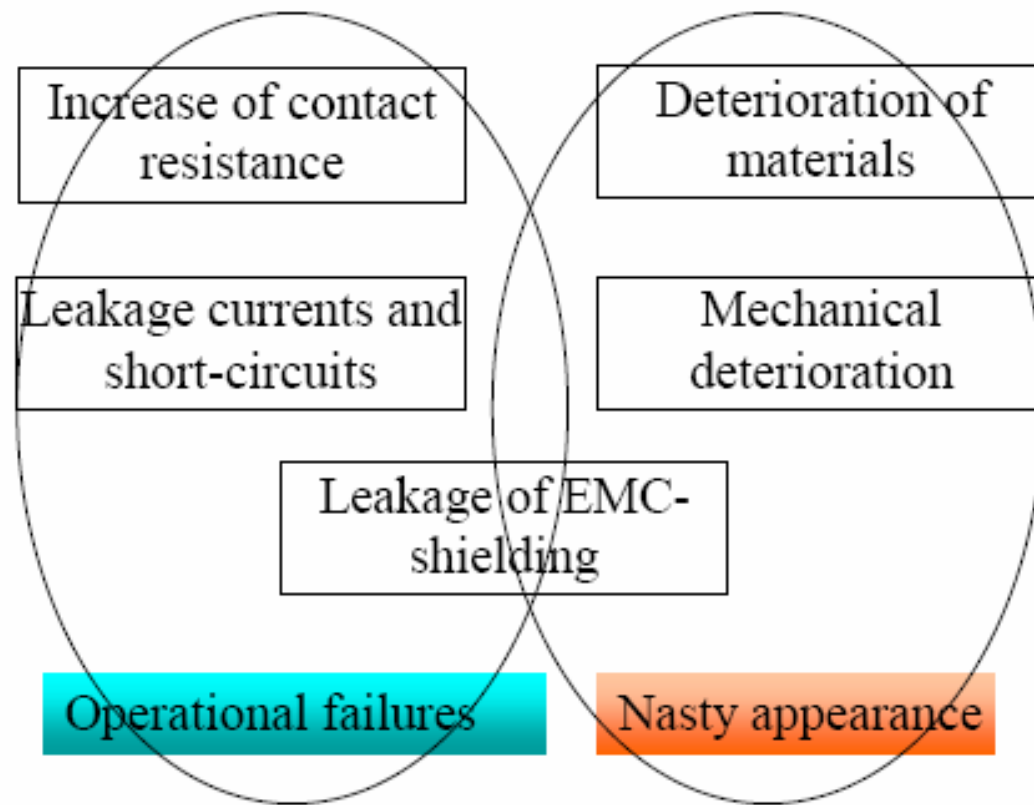 Increase of contact
resistance
Deterioration of
materials
Leakage currents and
short-circuits
Mechanical
deterioration
Leakage of EMC-
shielding
Operational failures
Nasty appearance